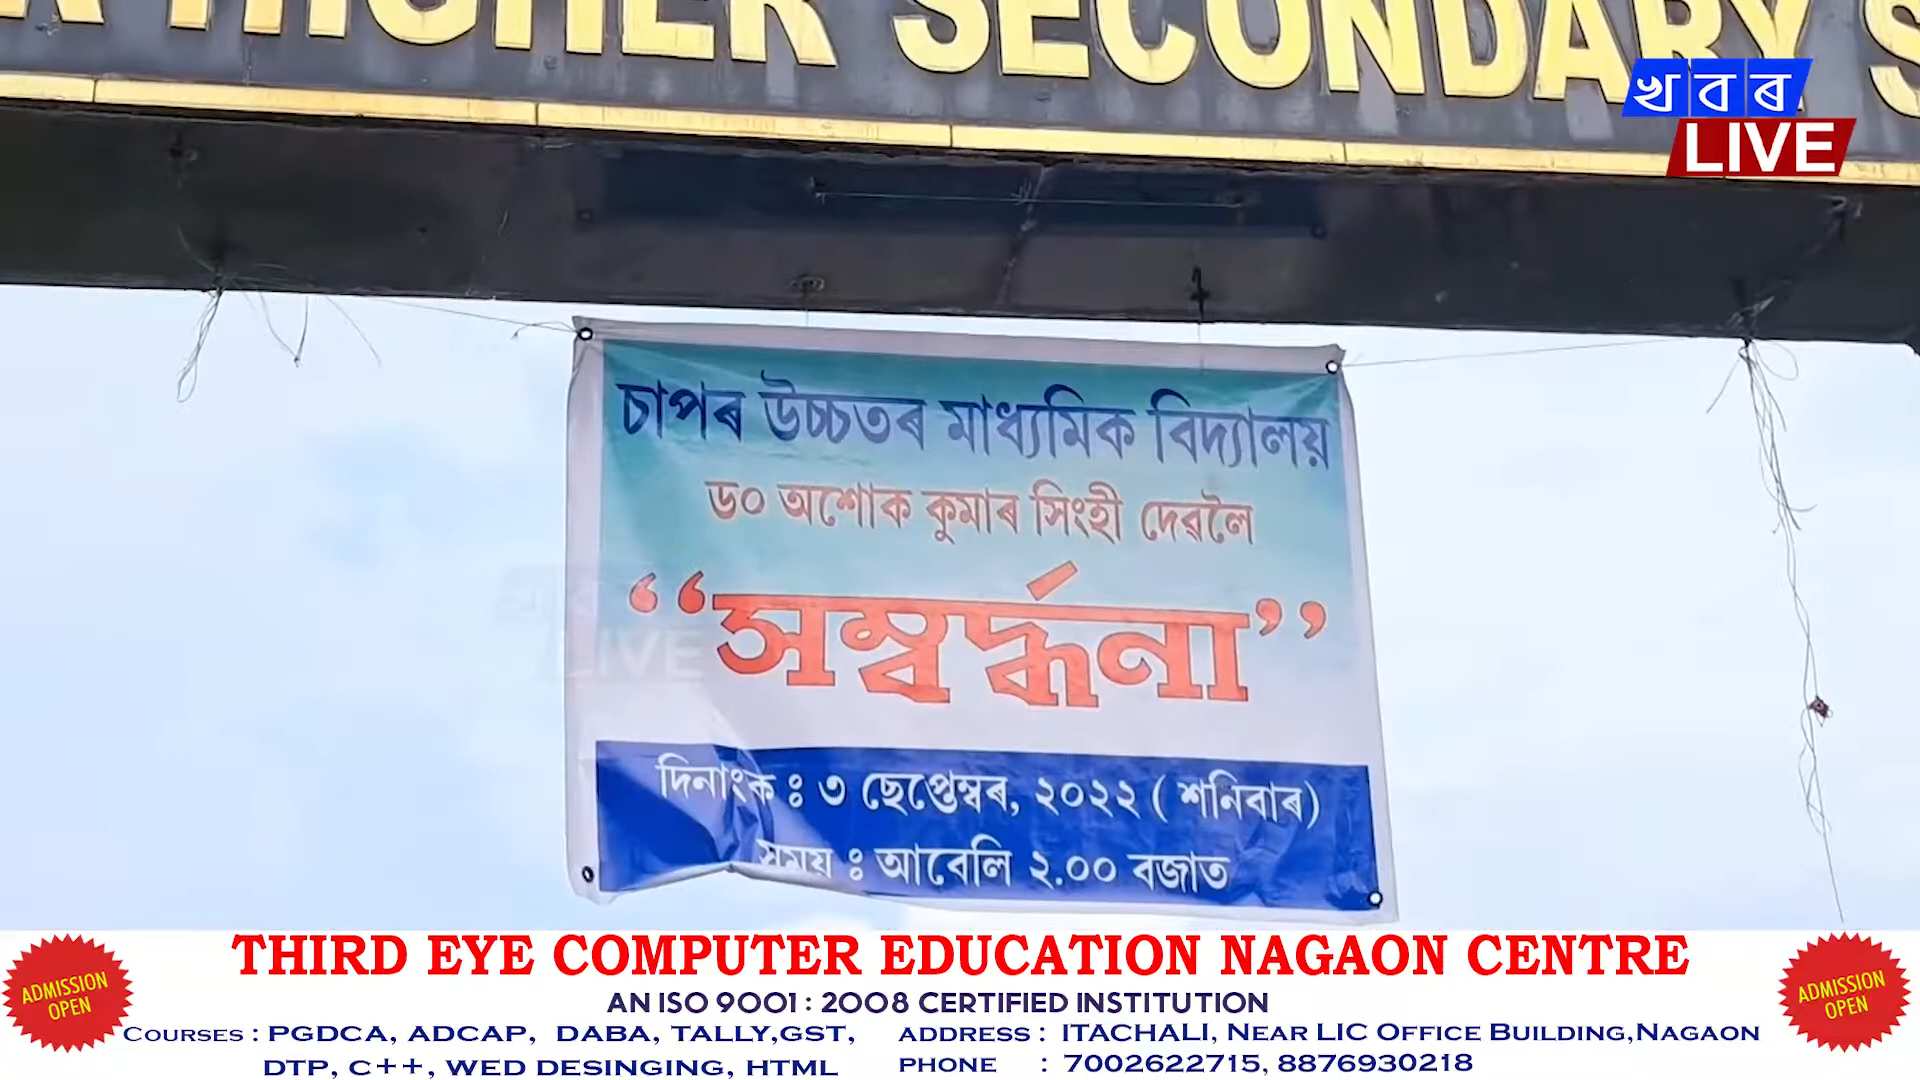 HIGHER SECONDARY S
খবৰ
LIVE
চাপৰ উচ্চতৰ মাধ্যমিক বিদ্যালয়
ড০ অশোক কুমাৰ সিংহী দেৱলৈ
‘‘সম্বৰ্দ্ধনা’’
দিনাংক ঃ ৩ ছেপ্তেম্বৰ, ২০২২ ( শনিবাৰ)
সময় ঃ আবেলি ২.০০ বজাত
THIRD EYE COMPUTER EDUCATION NAGAON CENTRE
AN ISO 9001 : 2008 CERTIFIED INSTITUTION
ADMISSION OPEN
COURSES : PGDCA, ADCAP, DABA, TALLY,GST,
DTP, C++, WED DESINGING, HTML
ADDRESS : ITACHALI, NEAR LIC OFFICE BUILDING,NAGAON
PHONE : 7002622715, 8876930218
ADMISSION OPEN